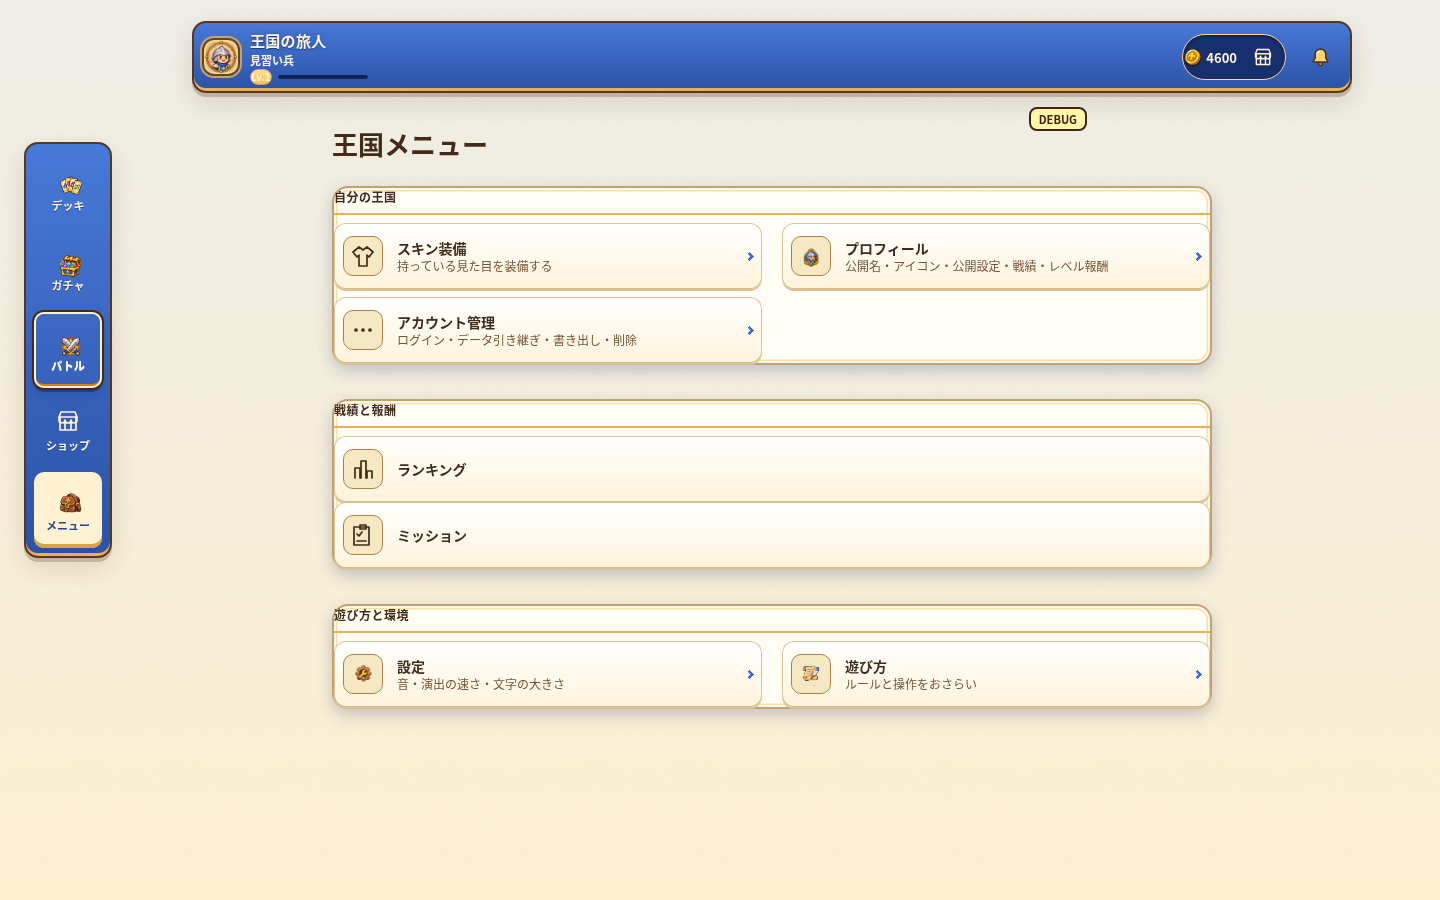 王国の旅人
見習い兵
Lv.1
4600
DEBUG
デッキ
ガチャ
バトル
ショップ
メニュー
王国メニュー
自分の王国
スキン装備
持っている見た目を装備する
プロフィール
公開名・アイコン・公開設定・戦績・レベル報酬
アカウント管理
ログイン・データ引き継ぎ・書き出し・削除
戦績と報酬
ランキング
ミッション
遊び方と環境
設定
音・演出の速さ・文字の大きさ
遊び方
ルールと操作をおさらい